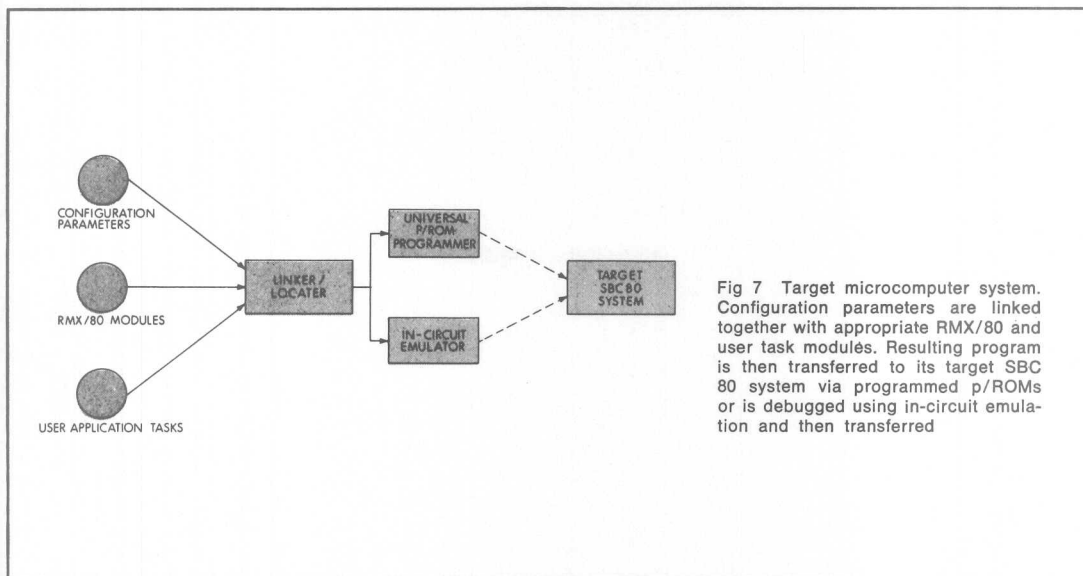 CONFIGURATION
PARAMETERS
RMX/80 MODULES
USER APPLICATION TASKS
LINKER/
LOCATER
UNIVERSAL
P/ROM
PROGRAMMER
IN-CIRCUIT
EMULATOR
TARGET
SBC 80
SYSTEM
Fig 7 Target microcomputer system.
Configuration parameters are linked
together with appropriate RMX/80 and
user task modules. Resulting program
is then transferred to its target SBC
80 system via programmed p/ROMs
or is debugged using in-circuit emula-
tion and then transferred